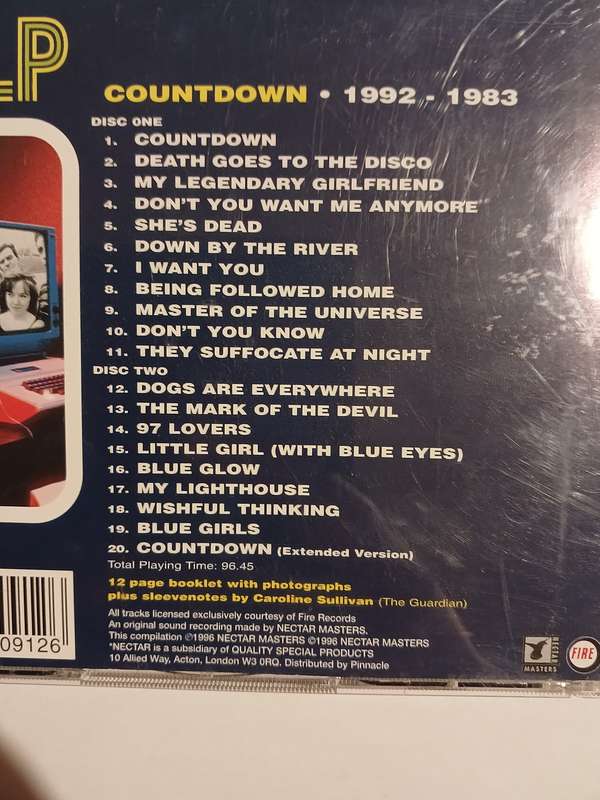 LP
COUNTDOWN • 1992 - 1983
DISC ONE
1. COUNTDOWN
2. DEATH GOES TO THE DISCO
3. MY LEGENDARY GIRLFRIEND
4. DON'T YOU WANT ME ANYMORE
5. SHE'S DEAD
6. DOWN BY THE RIVER
7. I WANT YOU
8. BEING FOLLOWED HOME
9. MASTER OF THE UNIVERSE
10. DON'T YOU KNOW
11. THEY SUFFOCATE AT NIGHT
DISC TWO
12. DOGS ARE EVERYWHERE
13. THE MARK OF THE DEVIL
14. 97 LOVERS
15. LITTLE GIRL (WITH BLUE EYES)
16. BLUE GLOW
17. MY LIGHTHOUSE
18. WISHFUL THINKING
19. BLUE GIRLS
20. COUNTDOWN (Extended Version)
Total Playing Time: 96.45
12 page booklet with photographs
plus sleevenotes by Caroline Sullivan (The Guardian)
All tracks licensed exclusively courtesy of Fire Records
An original sound recording made by NECTAR MASTERS.
This compilation ℗1996 NECTAR MASTERS ©1996 NECTAR MASTERS
*NECTAR is a subsidiary of QUALITY SPECIAL PRODUCTS
10 Allied Way, Acton, London W3 0RQ. Distributed by Pinnacle
09126
NECTAR
MASTERS
FIRE